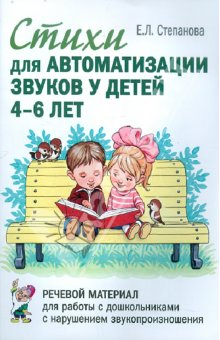 Е.Л. Степанова
Стихи
для АВТОМАТИЗАЦИИ
ЗВУКОВ У ДЕТЕЙ
4–6 ЛЕТ
РЕЧЕВОЙ МАТЕРИАЛ
для работы с дошкольниками
с нарушением звукопроизношения